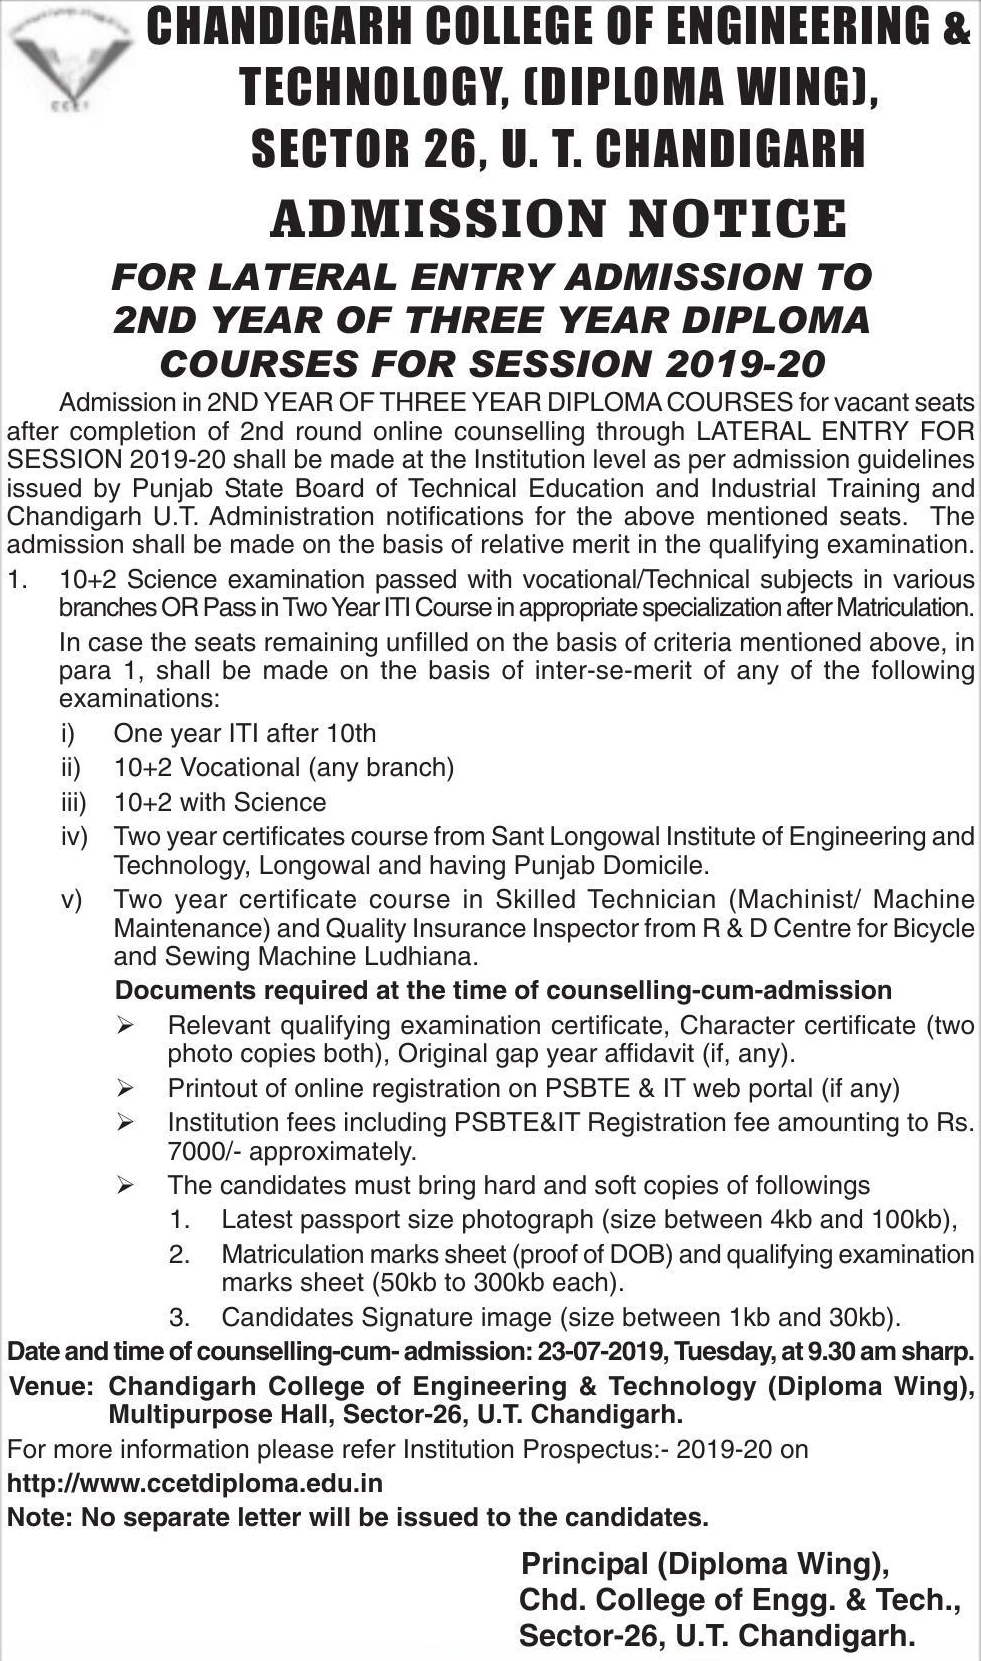 CHANDIGARH COLLEGE OF ENGINEERING &
TECHNOLOGY, (DIPLOMA WING),
SECTOR 26, U. T. CHANDIGARH
CCET
ADMISSION NOTICE
FOR LATERAL ENTRY ADMISSION TO
2ND YEAR OF THREE YEAR DIPLOMA
COURSES FOR SESSION 2019-20
Admission in 2ND YEAR OF THREE YEAR DIPLOMA COURSES for vacant seats
after completion of 2nd round online counselling through LATERAL ENTRY FOR
SESSION 2019-20 shall be made at the Institution level as per admission guidelines
issued by Punjab State Board of Technical Education and Industrial Training and
Chandigarh U.T. Administration notifications for the above mentioned seats. The
admission shall be made on the basis of relative merit in the qualifying examination.
1. 10+2 Science examination passed with vocational/Technical subjects in various
branches OR Pass in Two Year ITI Course in appropriate specialization after Matriculation.
In case the seats remaining unfilled on the basis of criteria mentioned above, in
para 1, shall be made on the basis of inter-se-merit of any of the following
examinations:
i) One year ITI after 10th
ii) 10+2 Vocational (any branch)
iii) 10+2 with Science
iv) Two year certificates course from Sant Longowal Institute of Engineering and
Technology, Longowal and having Punjab Domicile.
v) Two year certificate course in Skilled Technician (Machinist/ Machine
Maintenance) and Quality Insurance Inspector from R & D Centre for Bicycle
and Sewing Machine Ludhiana.
Documents required at the time of counselling-cum-admission
➢ Relevant qualifying examination certificate, Character certificate (two
photo copies both), Original gap year affidavit (if, any).
➢ Printout of online registration on PSBTE & IT web portal (if any)
➢ Institution fees including PSBTE&IT Registration fee amounting to Rs.
7000/- approximately.
➢ The candidates must bring hard and soft copies of followings
1. Latest passport size photograph (size between 4kb and 100kb),
2. Matriculation marks sheet (proof of DOB) and qualifying examination
marks sheet (50kb to 300kb each).
3. Candidates Signature image (size between 1kb and 30kb).
Date and time of counselling-cum- admission: 23-07-2019, Tuesday, at 9.30 am sharp.
Venue: Chandigarh College of Engineering & Technology (Diploma Wing),
Multipurpose Hall, Sector-26, U.T. Chandigarh.
For more information please refer Institution Prospectus:- 2019-20 on
http://www.ccetdiploma.edu.in
Note: No separate letter will be issued to the candidates.
Principal (Diploma Wing),
Chd. College of Engg. & Tech.,
Sector-26, U.T. Chandigarh.